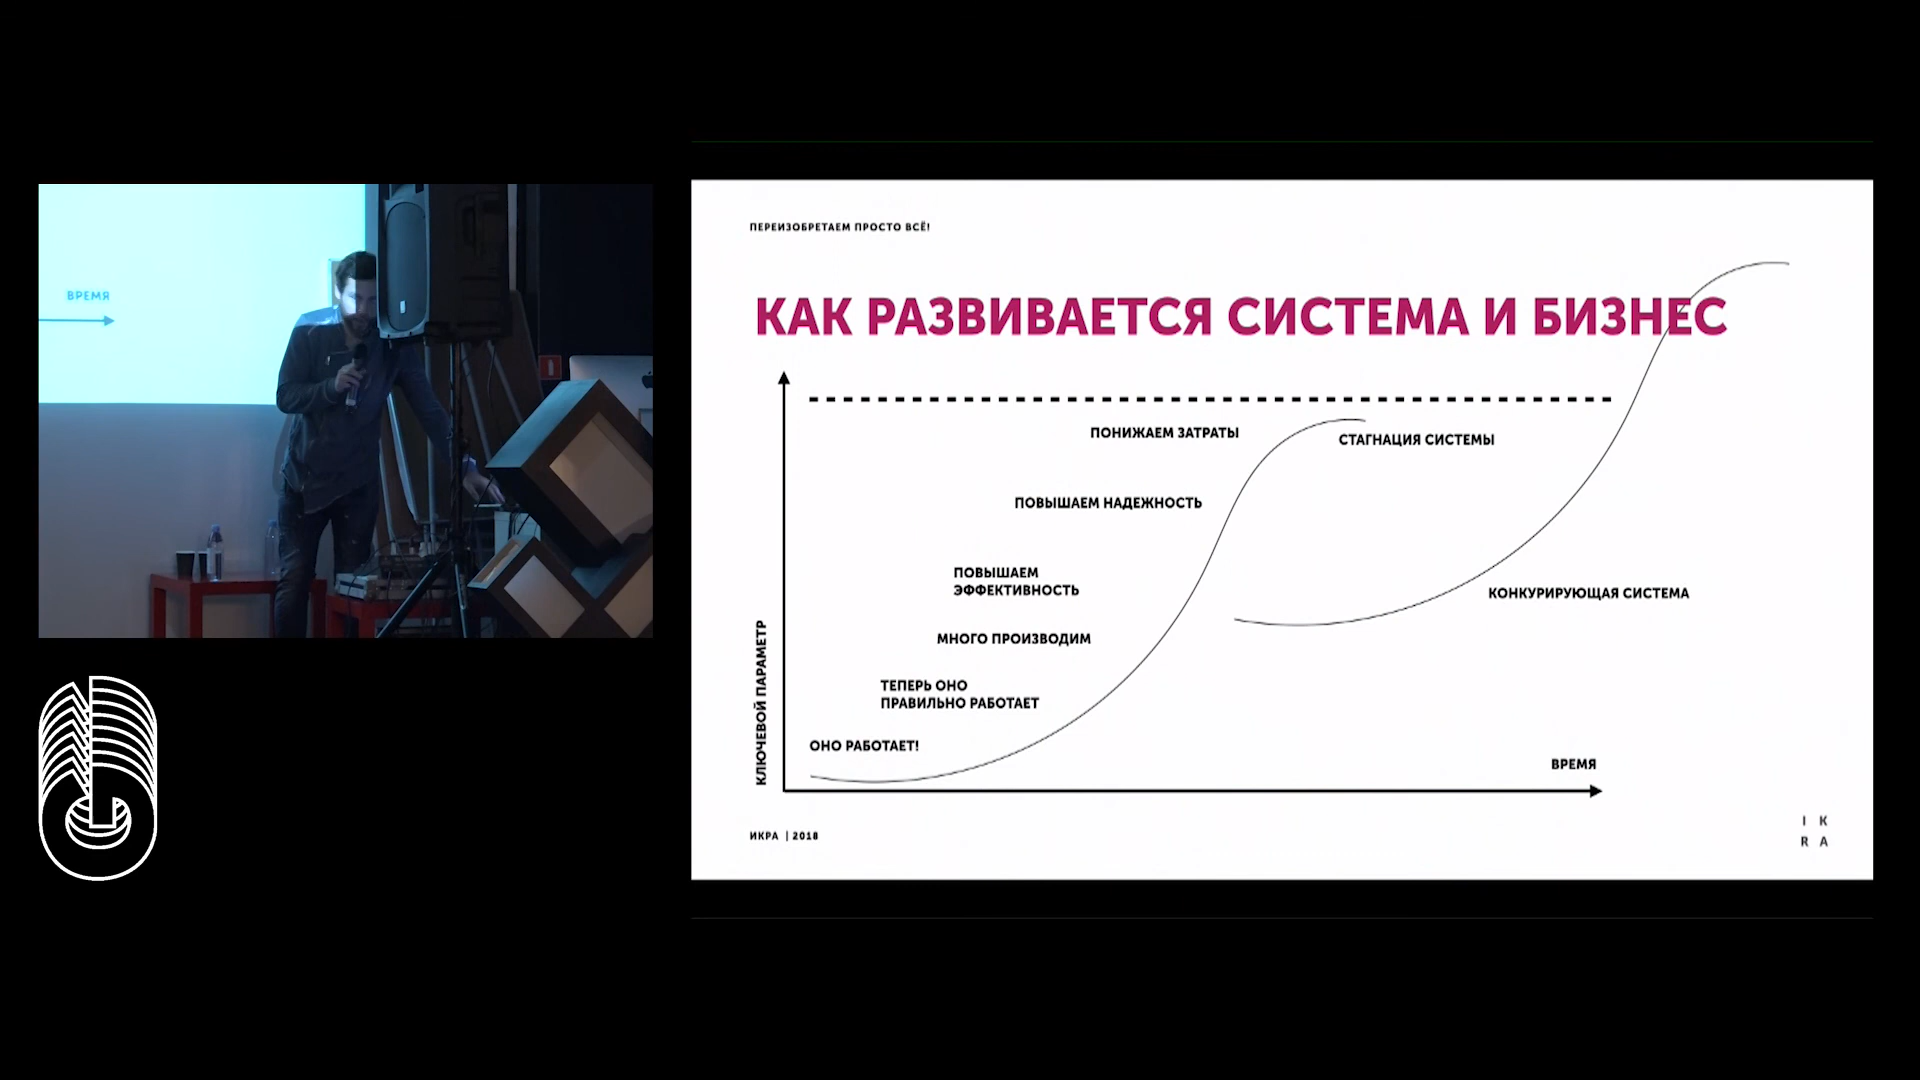 ВРЕМЯ
ПЕРЕИЗОБРЕТАЕМ ПРОСТО ВСЁ!
КАК РАЗВИВАЕТСЯ СИСТЕМА И БИЗНЕС
ПОНИЖАЕМ ЗАТРАТЫ
СТАГНАЦИЯ СИСТЕМЫ
ПОВЫШАЕМ НАДЕЖНОСТЬ
ПОВЫШАЕМ
ЭФФЕКТИВНОСТЬ
КОНКУРИРУЮЩАЯ СИСТЕМА
МНОГО ПРОИЗВОДИМ
ТЕПЕРЬ ОНО
ПРАВИЛЬНО РАБОТАЕТ
ОНО РАБОТАЕТ!
КЛЮЧЕВОЙ ПАРАМЕТР
ВРЕМЯ
ИКРА | 2018
I K
R A